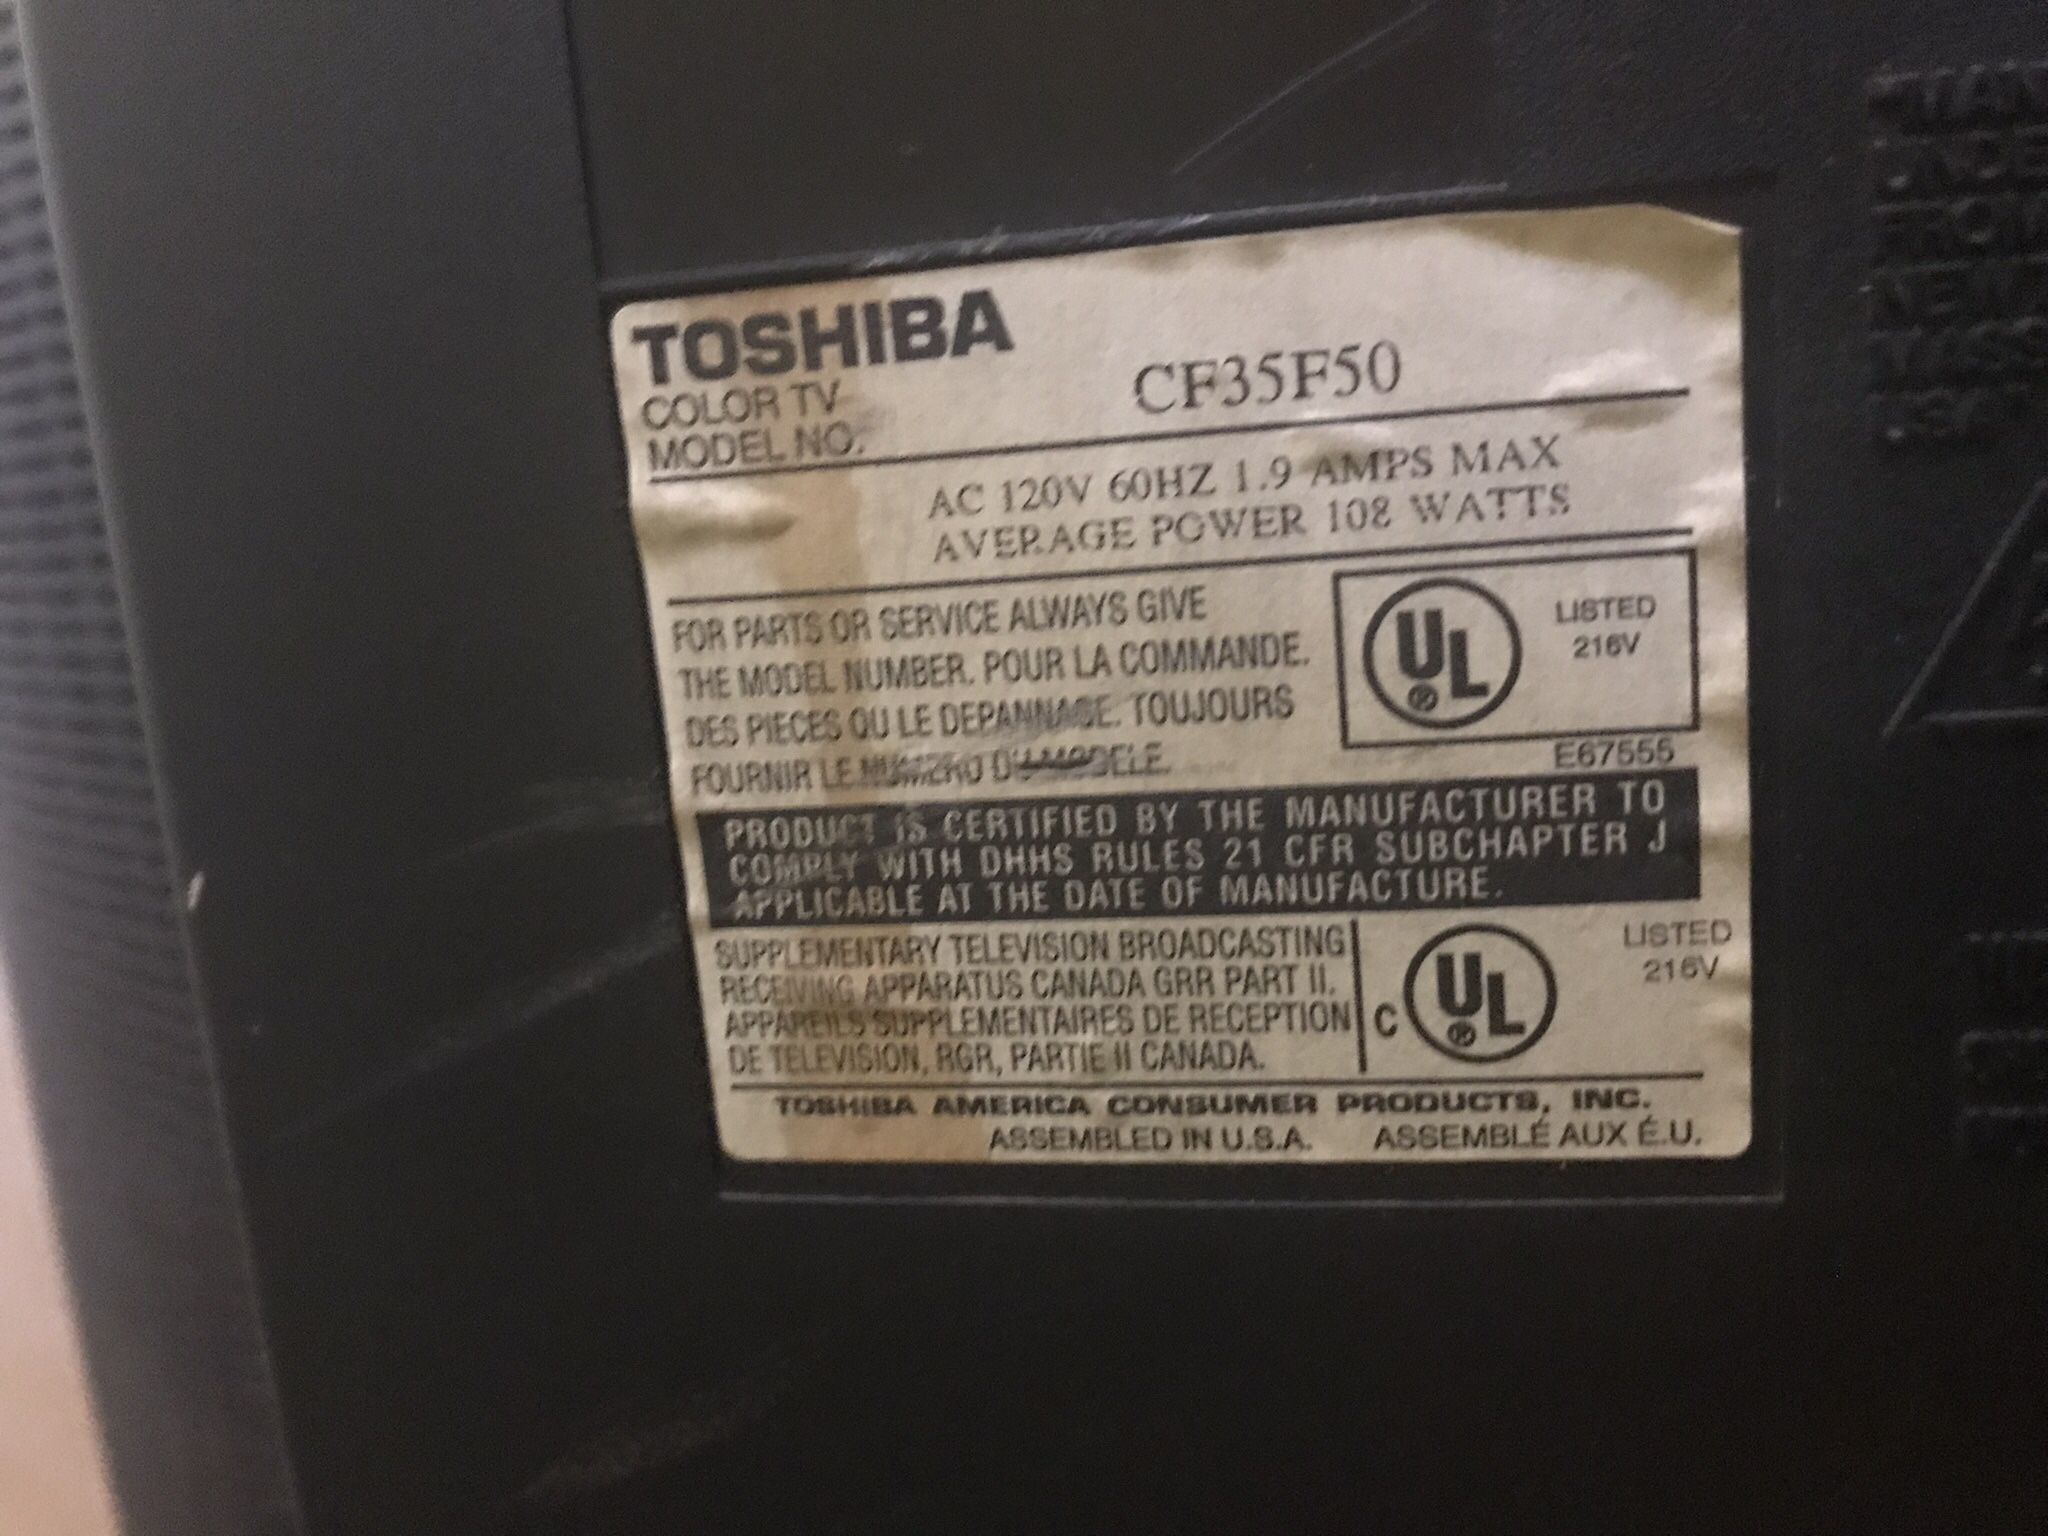 TOSHIBA
COLOR TV
MODEL NO.
CF35F50
AC 120V 60HZ 1.9 AMPS MAX
AVERAGE POWER 108 WATTS
FOR PARTS OR SERVICE ALWAYS GIVE
THE MODEL NUMBER. POUR LA COMMANDE.
DES PIECES OU LE DEPANNAGE. TOUJOURS
FOURNIR LE NUMERO DU MODELE.
UL
®
LISTED
216V
E67555
PRODUCT IS CERTIFIED BY THE MANUFACTURER TO
COMPLY WITH DHHS RULES 21 CFR SUBCHAPTER J
APPLICABLE AT THE DATE OF MANUFACTURE.
SUPPLEMENTARY TELEVISION BROADCASTING
RECEIVING APPARATUS CANADA GRR PART II.
APPAREILS SUPPLEMENTAIRES DE RECEPTION
DE TELEVISION, RGR, PARTIE II CANADA.
C UL
®
LISTED
216V
TOSHIBA AMERICA CONSUMER PRODUCTS, INC.
ASSEMBLED IN U.S.A. ASSEMBLÉ AUX É.U.
FROM